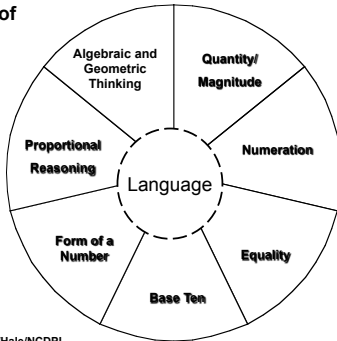 of
Algebraic and
Geometric
Thinking
Quantity/
Magnitude
Proportional
Reasoning
Numeration
Language
Form of a
Number
Equality
Base Ten
Hale/NCDPI